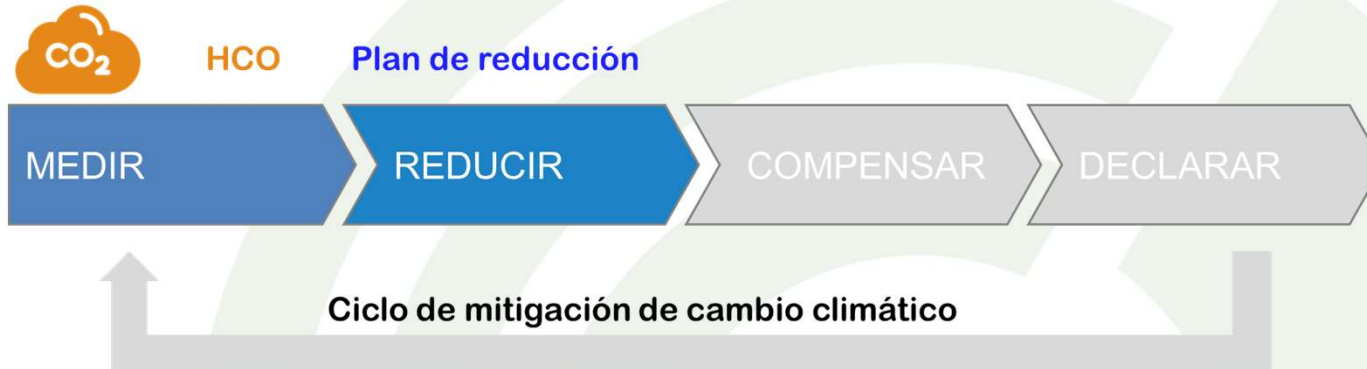 CO₂ HCO Plan de reducción
MEDIR REDUCIR COMPENSAR DECLARAR
Ciclo de mitigación de cambio climático